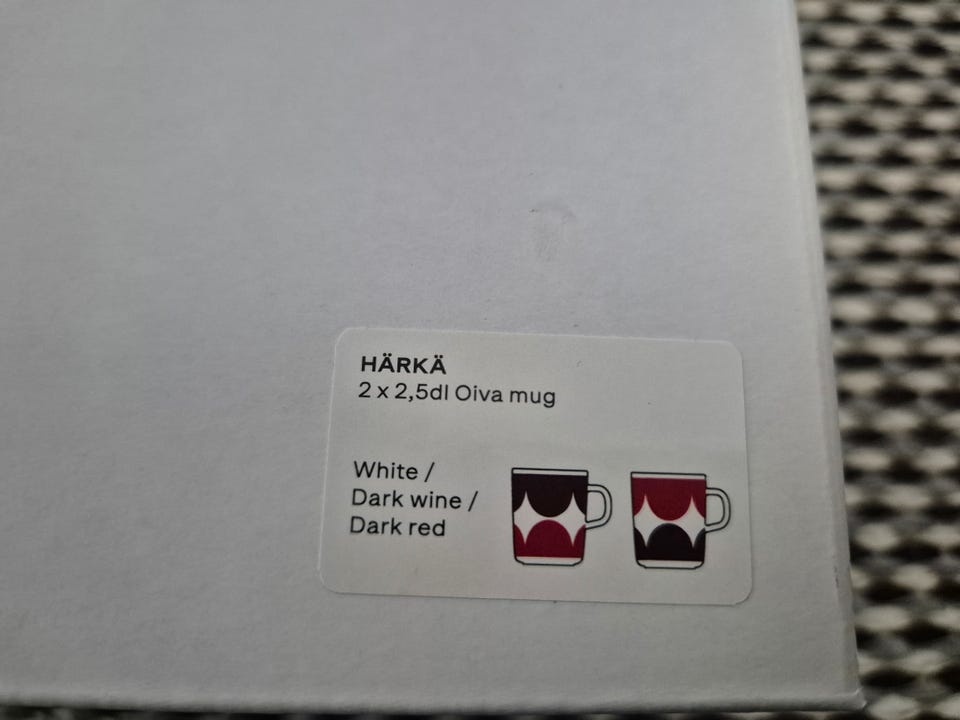 HÄRKÄ
2 x 2,5dl Oiva mug
White /
Dark wine /
Dark red